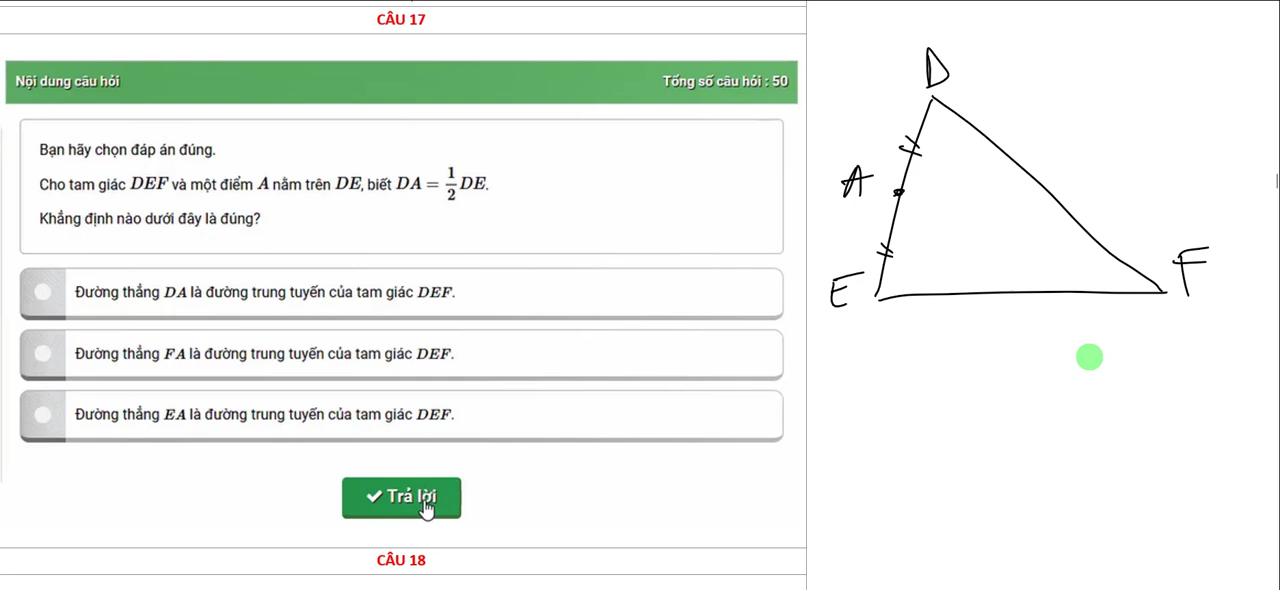 CÂU 17
Nội dung câu hỏi
Tổng số câu hỏi : 50
Bạn hãy chọn đáp án đúng.
Cho tam giác DEF và một điểm A nằm trên DE, biết DA = 1/2 DE.
Khẳng định nào dưới đây là đúng?
Đường thẳng DA là đường trung tuyến của tam giác DEF.
Đường thẳng FA là đường trung tuyến của tam giác DEF.
Đường thẳng EA là đường trung tuyến của tam giác DEF.
Trả lời
CÂU 18
D
A
E
F